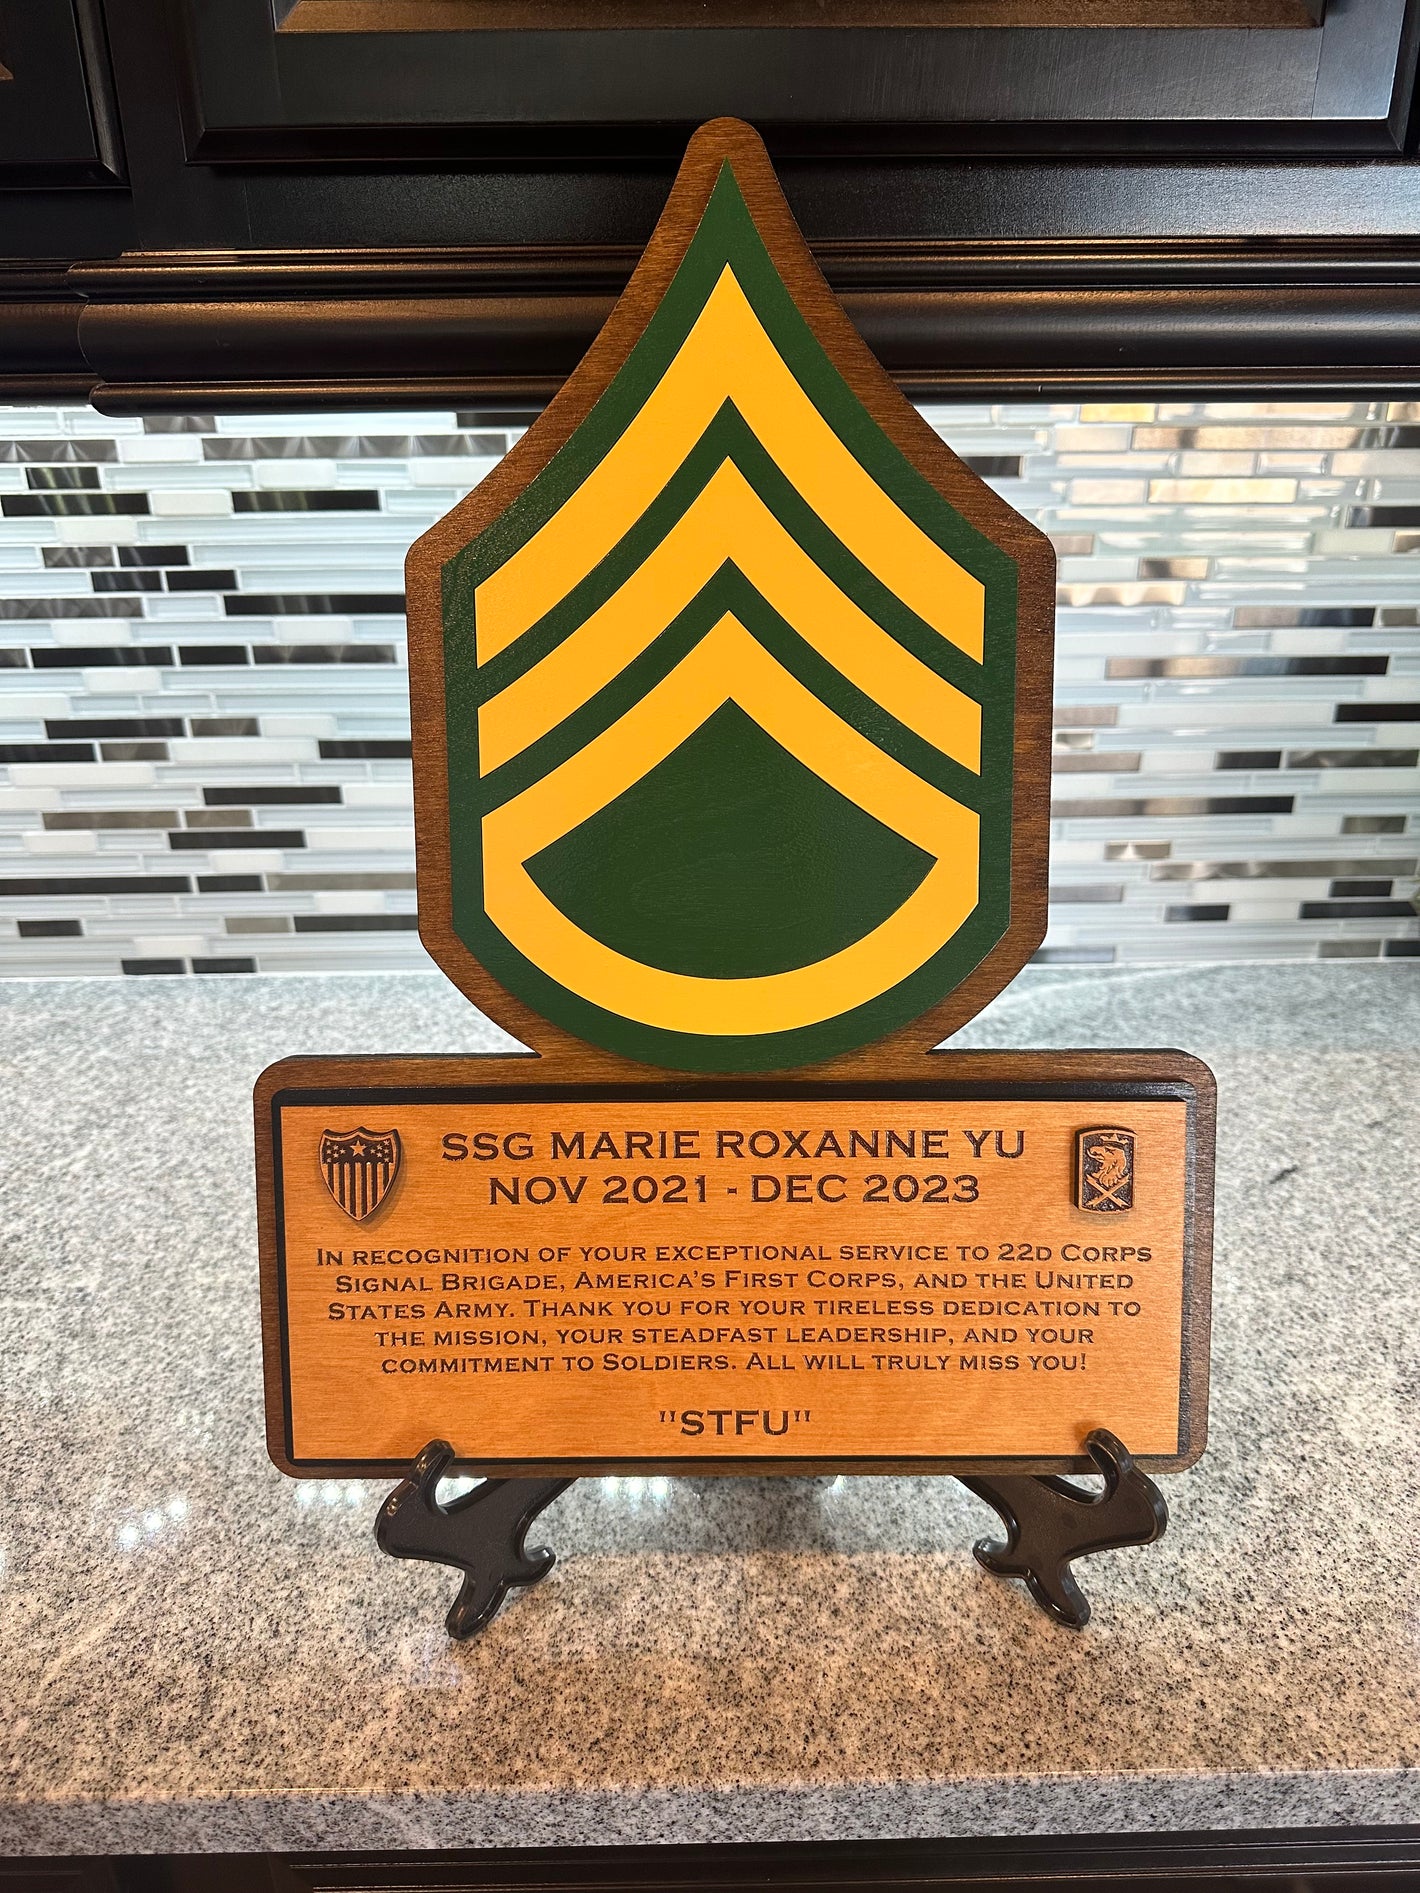 SSG MARIE ROXANNE YU
NOV 2021 - DEC 2023
IN RECOGNITION OF YOUR EXCEPTIONAL SERVICE TO 22D CORPS
SIGNAL BRIGADE, AMERICA'S FIRST CORPS, AND THE UNITED
STATES ARMY. THANK YOU FOR YOUR TIRELESS DEDICATION TO
THE MISSION, YOUR STEADFAST LEADERSHIP, AND YOUR
COMMITMENT TO SOLDIERS. ALL WILL TRULY MISS YOU!
"STFU"